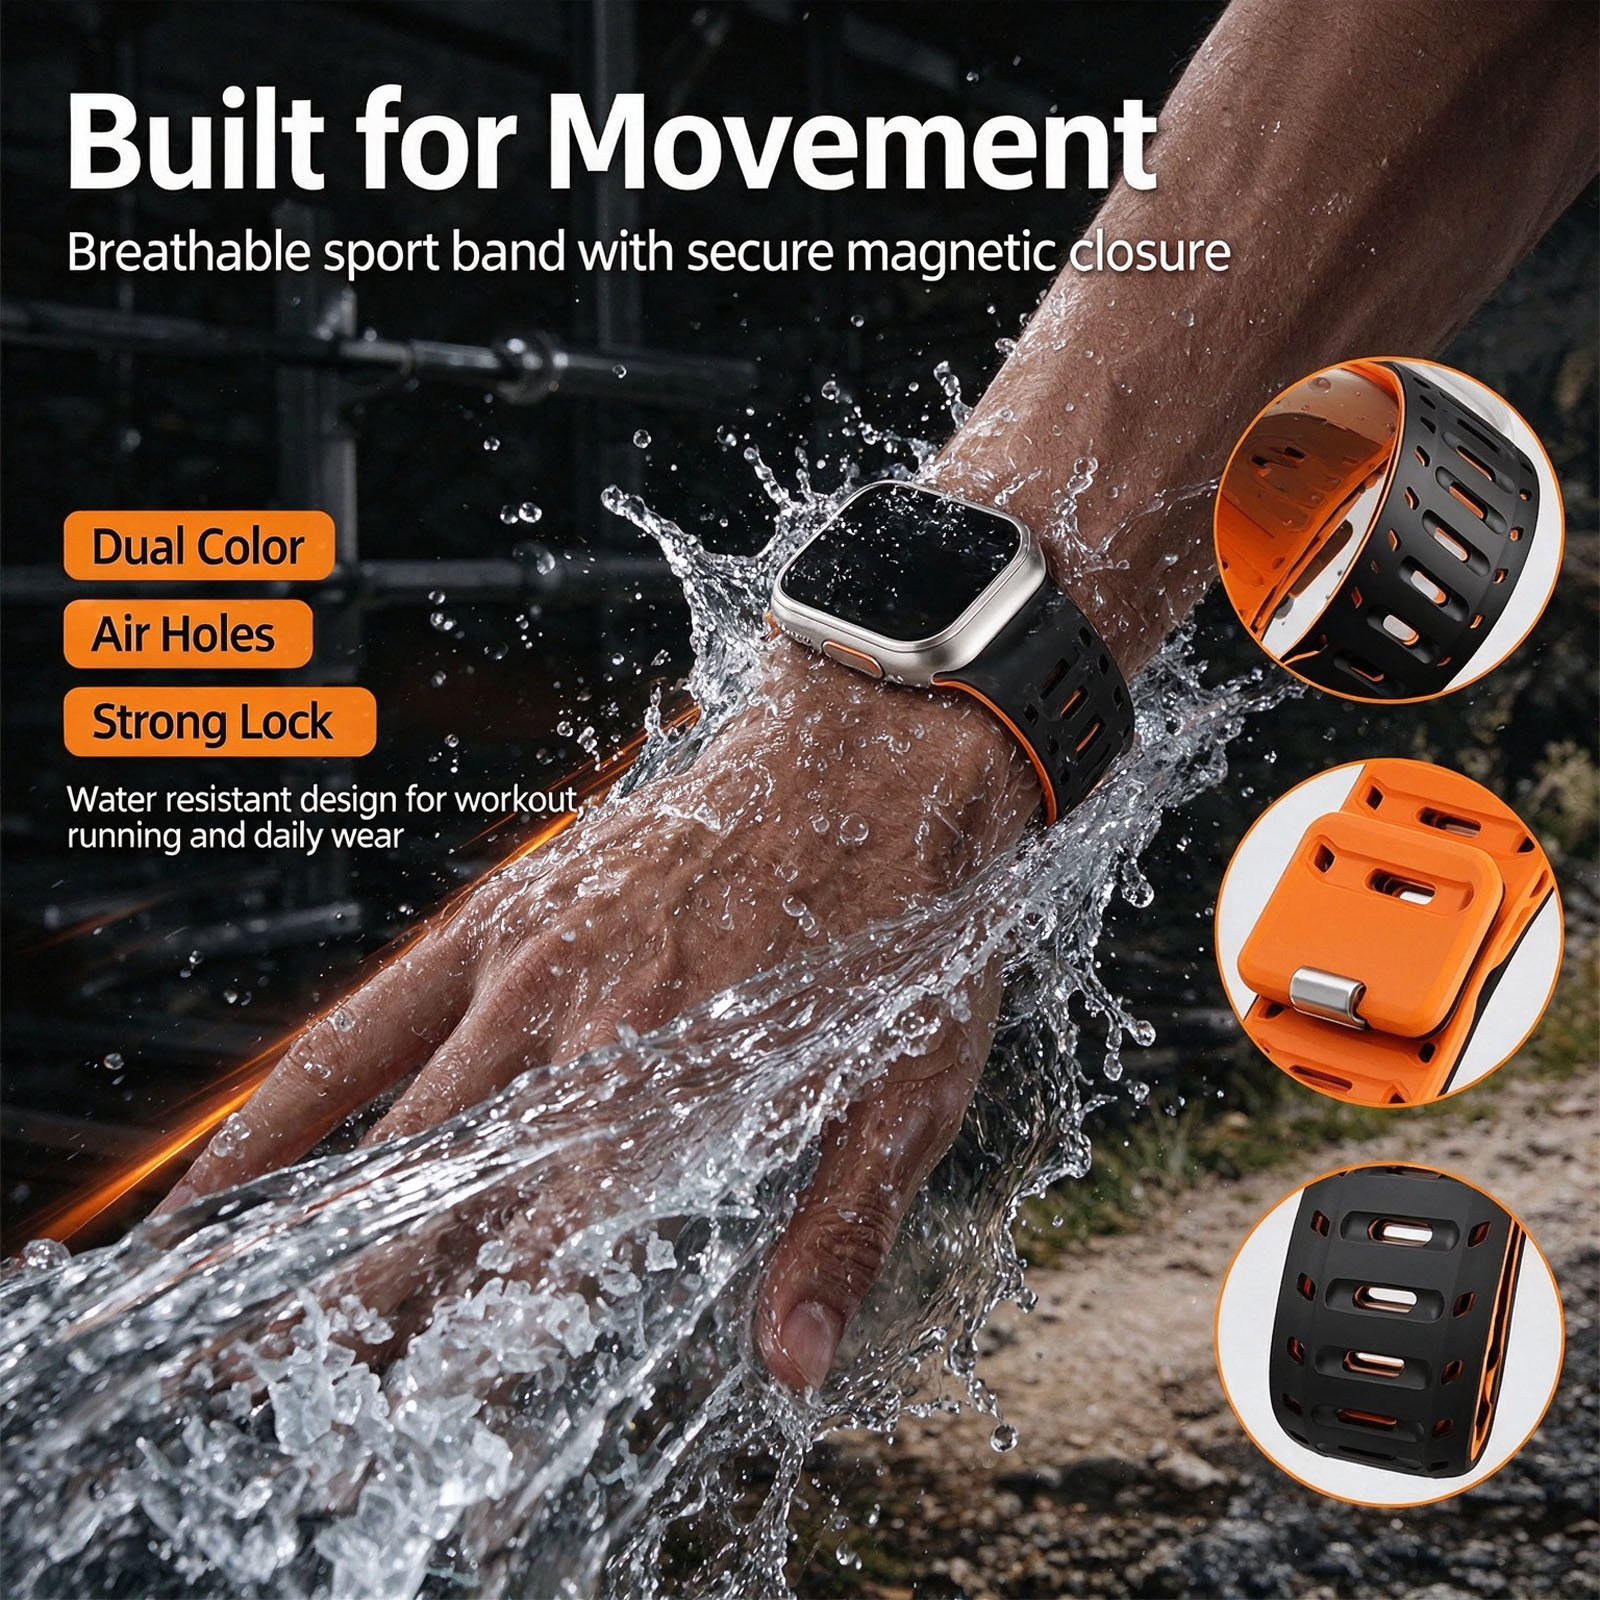 Built for Movement
Breathable sport band with secure magnetic closure
Dual Color
Air Holes
Strong Lock
Water resistant design for workout,
running and daily wear